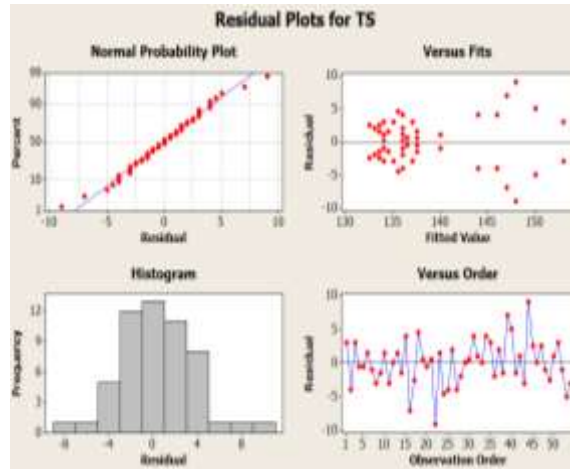 Residual Plots for TS
Normal Probability Plot
Versus Fits
99
90
50
10
1
Percent
-10 -5 0 5 10
Residual
10
5
0
-5
-10
Residual
130 135 140 145 150
Fitted Value
Histogram
Versus Order
12
9
6
3
0
Frequency
-8 -4 0 4 8
Residual
10
5
0
-5
-10
Residual
1 5 10 15 20 25 30 35 40 45 50
Observation Order